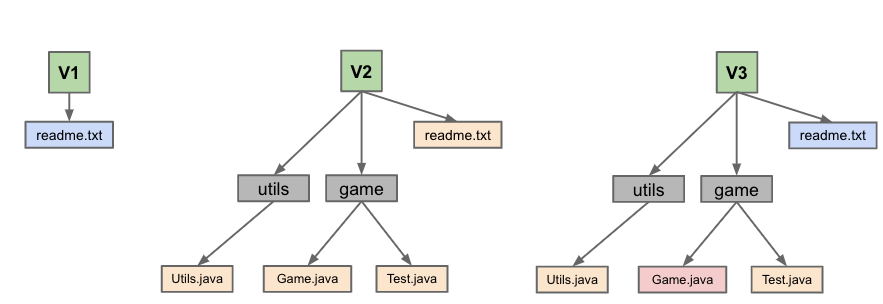 V1
V2
V3
readme.txt
readme.txt
readme.txt
utils
game
utils
game
Utils.java
Game.java
Test.java
Utils.java
Game.java
Test.java